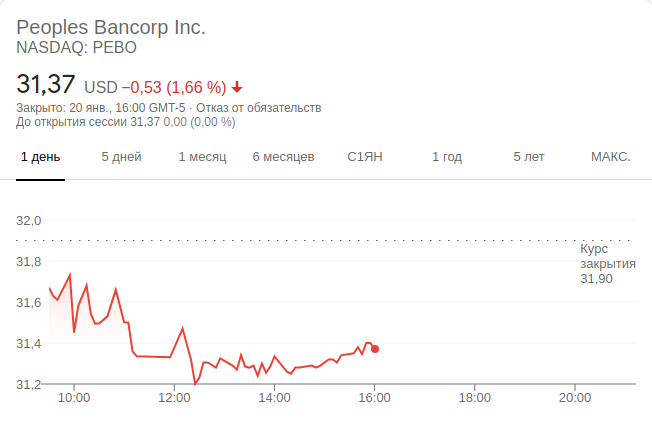 Peoples Bancorp Inc.
NASDAQ: PEBO
31,37 USD −0,53 (1,66 %)
Закрыто: 20 янв., 16:00 GMT-5 · Отказ от обязательств
До открытия сессии 31,37 0,00 (0,00 %)
1 день 5 дней 1 месяц 6 месяцев С1ЯН 1 год 5 лет МАКС.
32,0
Курс
закрытия
31,90
31,8
31,6
31,4
31,2
10:00 12:00 14:00 16:00 18:00 20:00